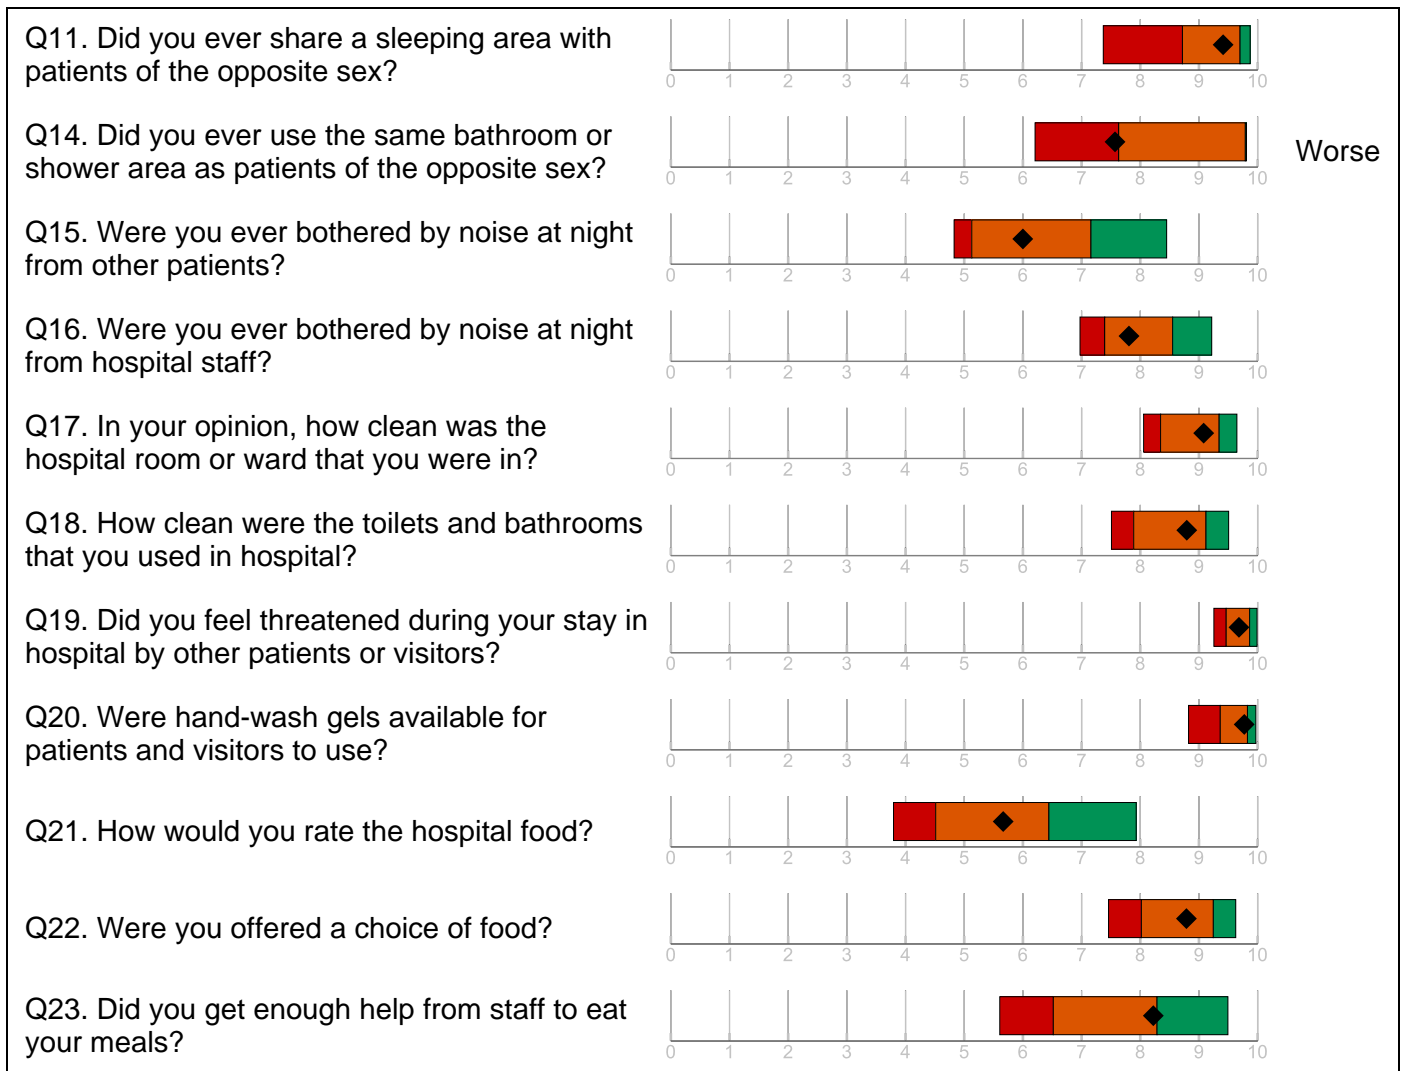 Q11. Did you ever share a sleeping area with
patients of the opposite sex?
0 1 2 3 4 5 6 7 8 9 10
Q14. Did you ever use the same bathroom or
shower area as patients of the opposite sex?
Worse
0 1 2 3 4 5 6 7 8 9 10
Q15. Were you ever bothered by noise at night
from other patients?
0 1 2 3 4 5 6 7 8 9 10
Q16. Were you ever bothered by noise at night
from hospital staff?
0 1 2 3 4 5 6 7 8 9 10
Q17. In your opinion, how clean was the
hospital room or ward that you were in?
0 1 2 3 4 5 6 7 8 9 10
Q18. How clean were the toilets and bathrooms
that you used in hospital?
0 1 2 3 4 5 6 7 8 9 10
Q19. Did you feel threatened during your stay in
hospital by other patients or visitors?
0 1 2 3 4 5 6 7 8 9 10
Q20. Were hand-wash gels available for
patients and visitors to use?
0 1 2 3 4 5 6 7 8 9 10
Q21. How would you rate the hospital food?
0 1 2 3 4 5 6 7 8 9 10
Q22. Were you offered a choice of food?
0 1 2 3 4 5 6 7 8 9 10
Q23. Did you get enough help from staff to eat
your meals?
0 1 2 3 4 5 6 7 8 9 10